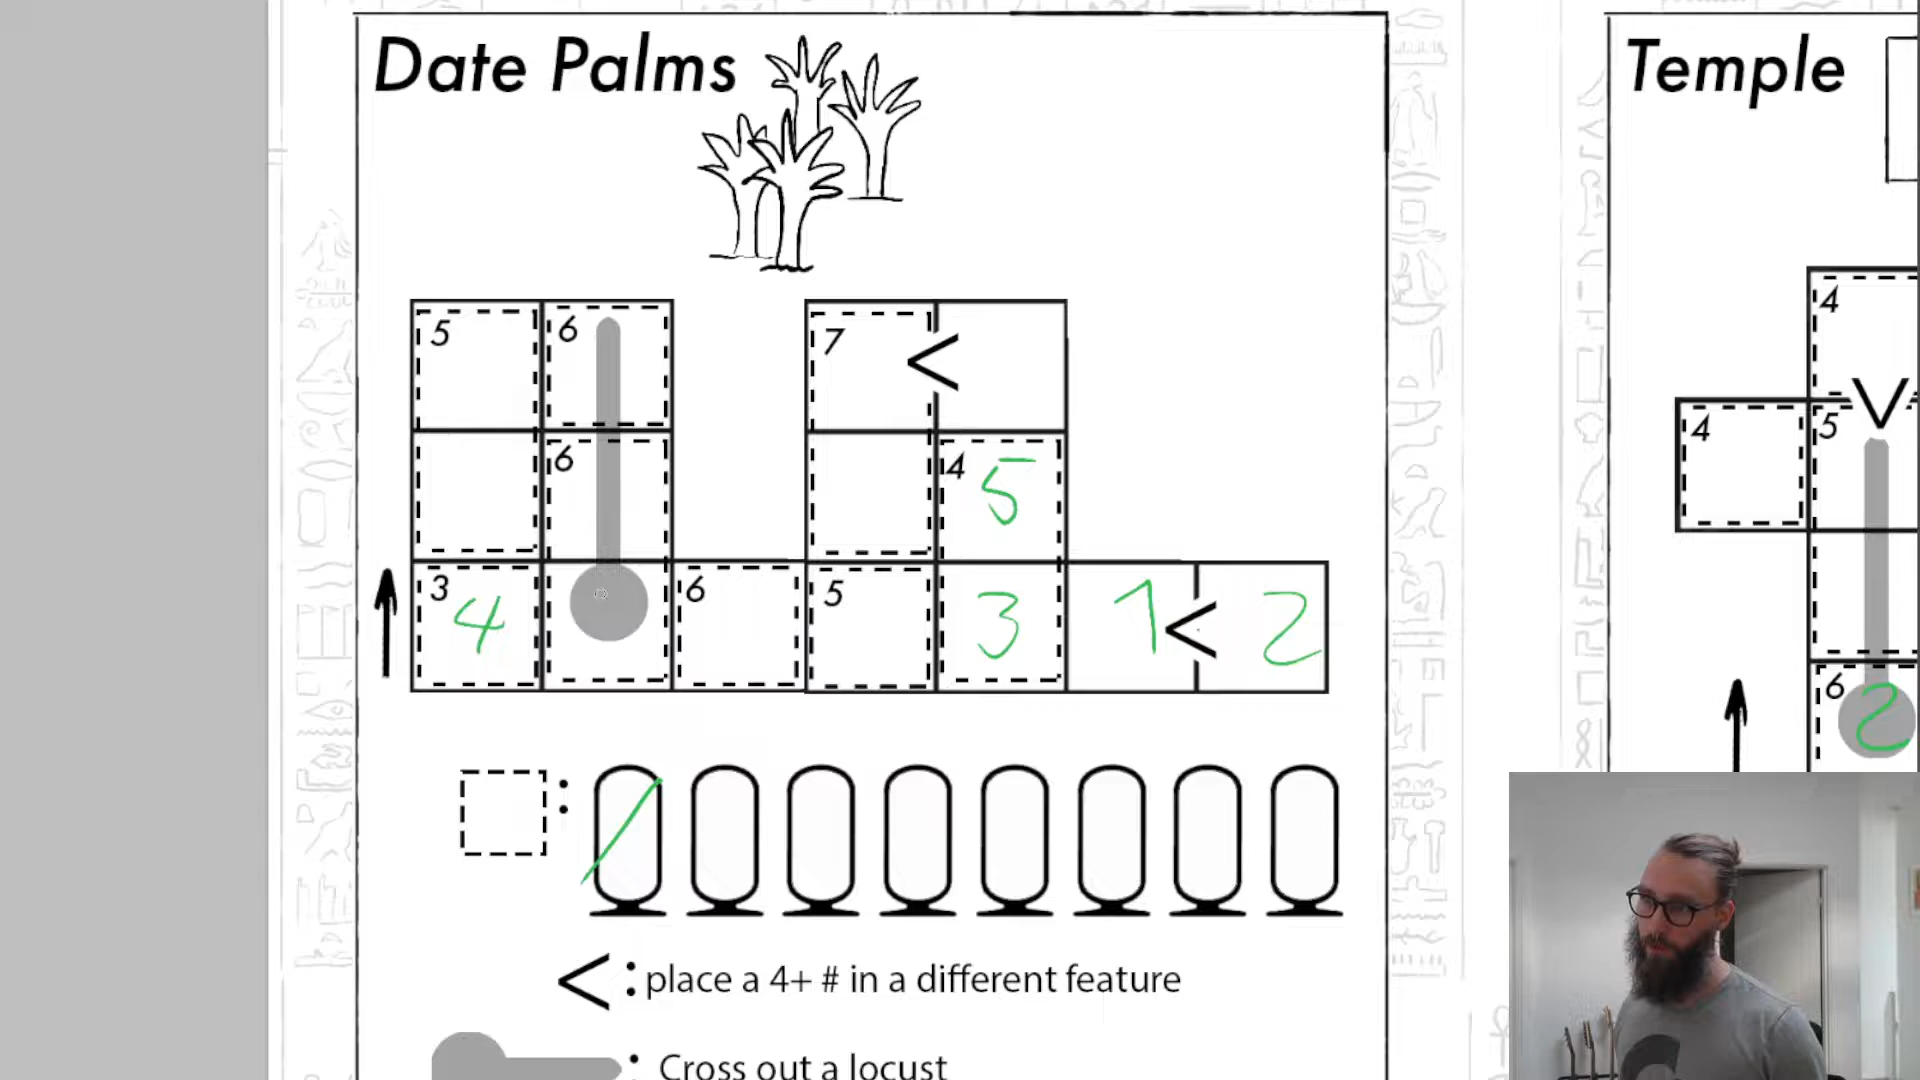 Date Palms
Temple
5 6 7 < 4
6 4 5 4 5 V
3 4 6 5 3 1 < 2 6 2
:
< : place a 4+ # in a different feature
: Cross out a locust